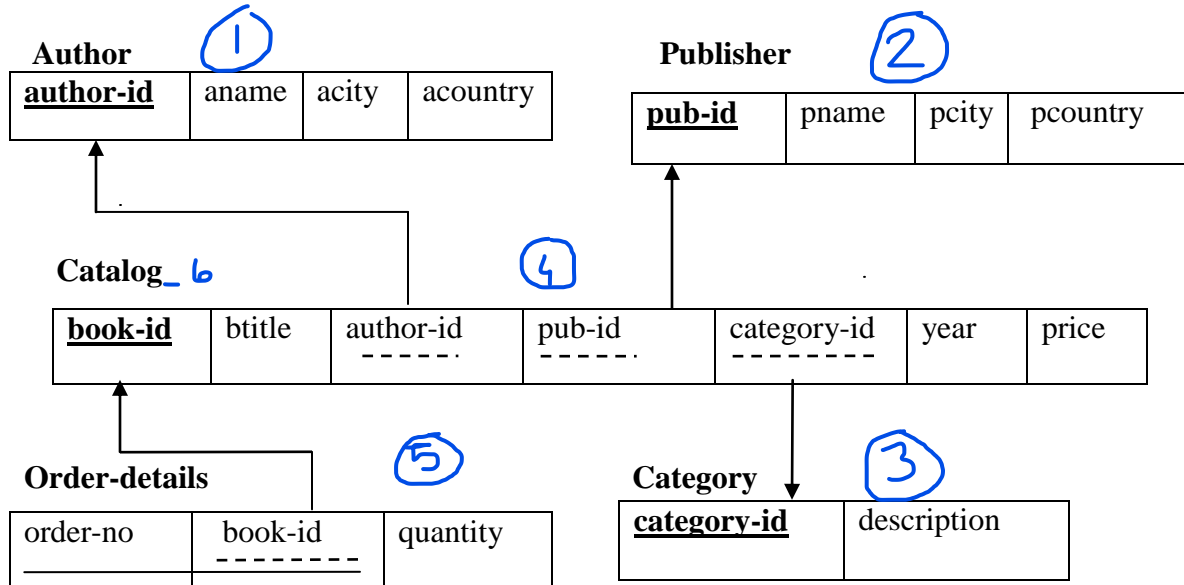 Author 1
author-id aname acity acountry
Publisher 2
pub-id pname pcity pcountry
Catalog_6 4
book-id btitle author-id pub-id category-id year price
Order-details 5
order-no book-id quantity
Category 3
category-id description